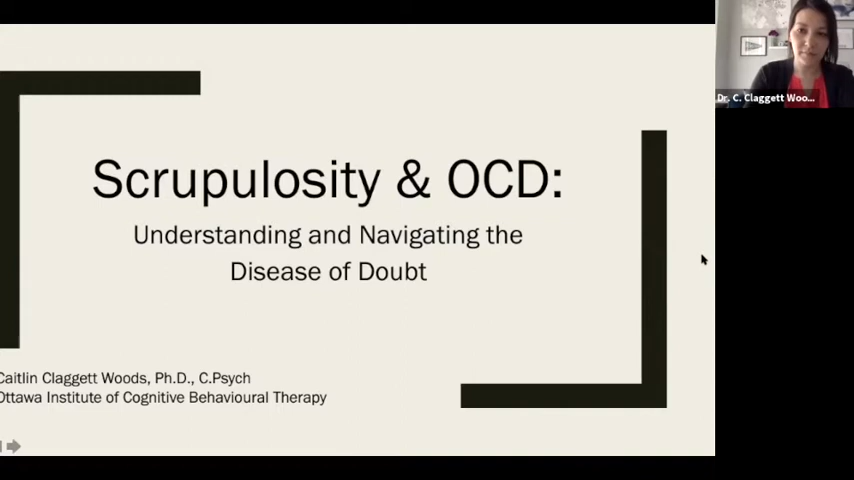 Scrupulosity & OCD:
Understanding and Navigating the
Disease of Doubt
Caitlin Claggett Woods, Ph.D., C.Psych
Ottawa Institute of Cognitive Behavioural Therapy
Dr. C. Claggett Woo...